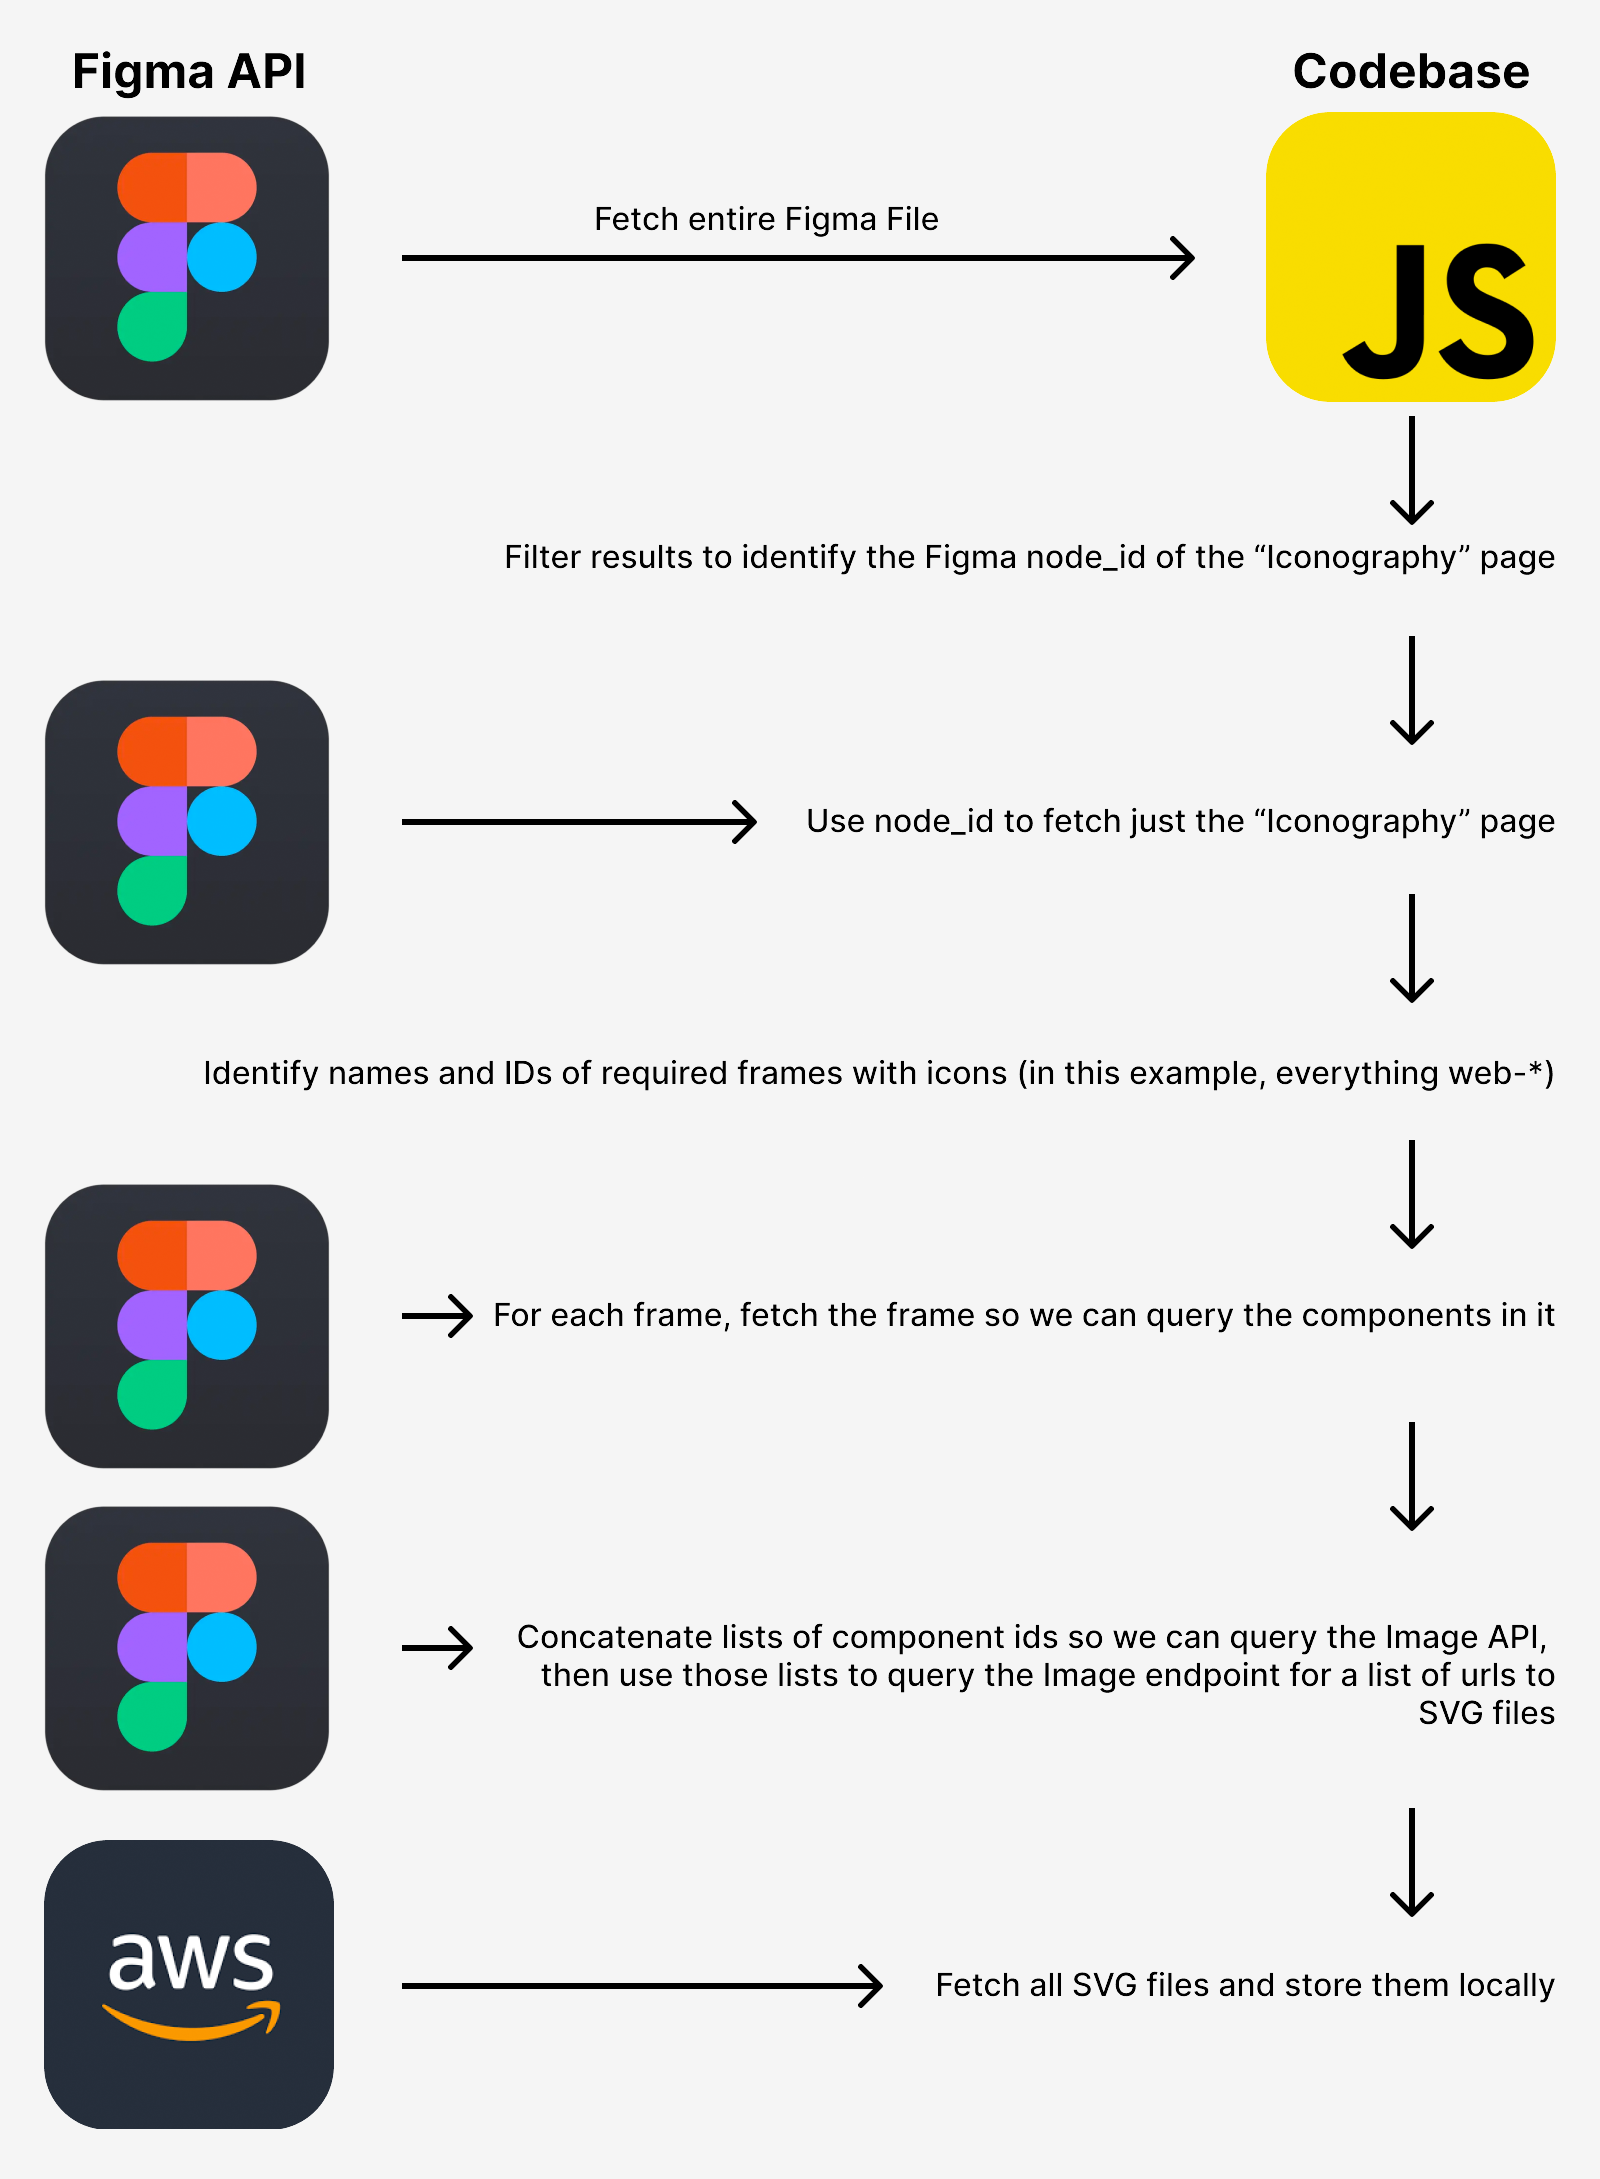 Figma API
Codebase
Fetch entire Figma File
JS
Filter results to identify the Figma node_id of the “Iconography” page
Use node_id to fetch just the “Iconography” page
Identify names and IDs of required frames with icons (in this example, everything web-*)
For each frame, fetch the frame so we can query the components in it
Concatenate lists of component ids so we can query the Image API,
then use those lists to query the Image endpoint for a list of urls to
SVG files
aws
Fetch all SVG files and store them locally